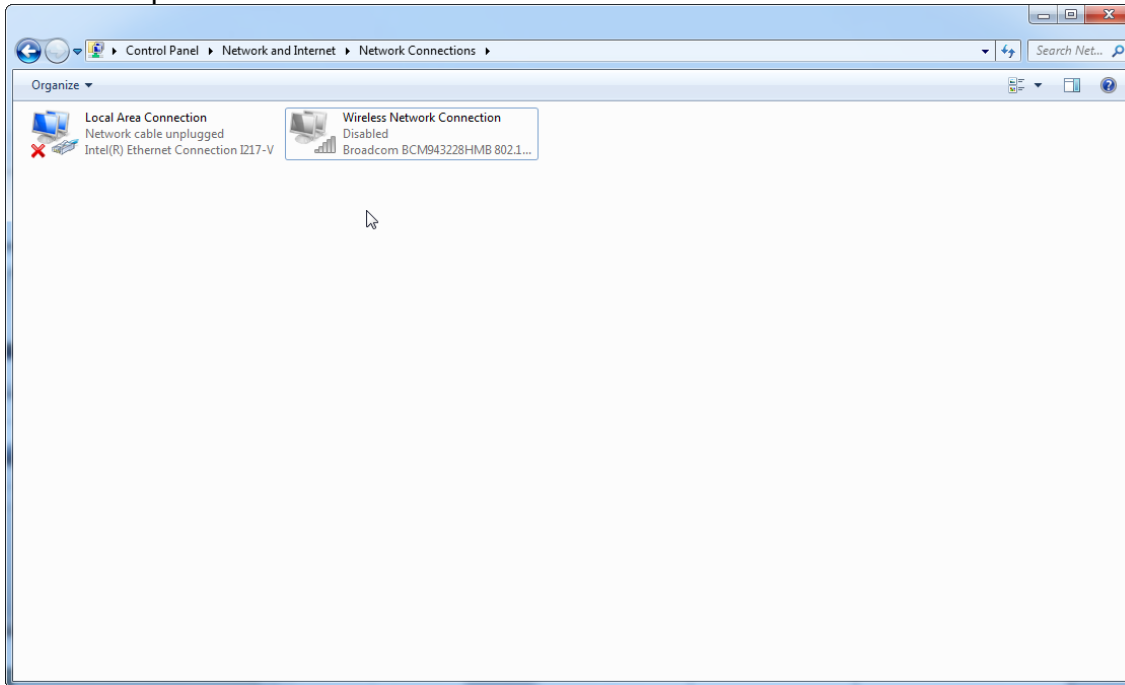 Control Panel ▸ Network and Internet ▸ Network Connections ▸
Search Net...
Organize
Local Area Connection
Network cable unplugged
Intel(R) Ethernet Connection I217-V
Wireless Network Connection
Disabled
Broadcom BCM943228HMB 802.1...